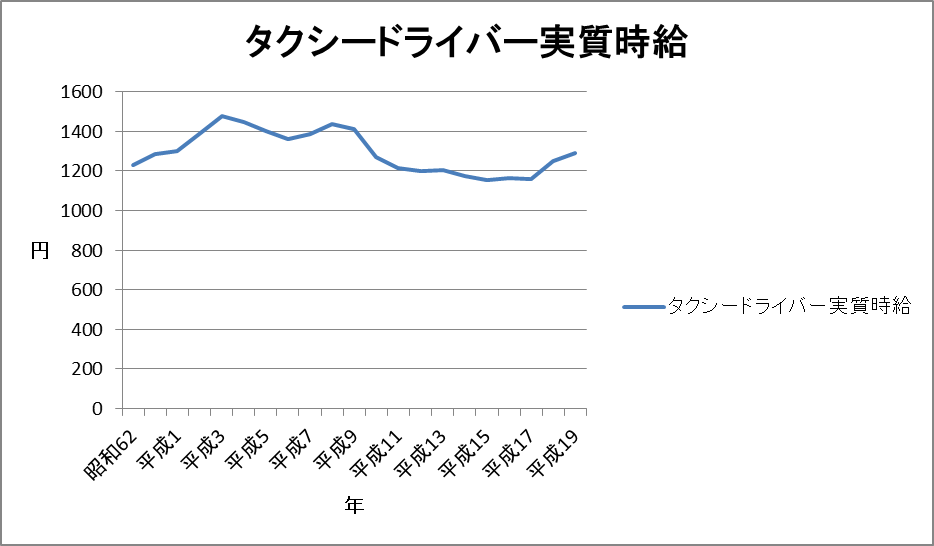 タクシードライバー実質時給
1600
1400
1200
1000
800
600
400
200
0
円
昭和62
平成1
平成3
平成5
平成7
平成9
平成11
平成13
平成15
平成17
平成19
年
タクシードライバー実質時給